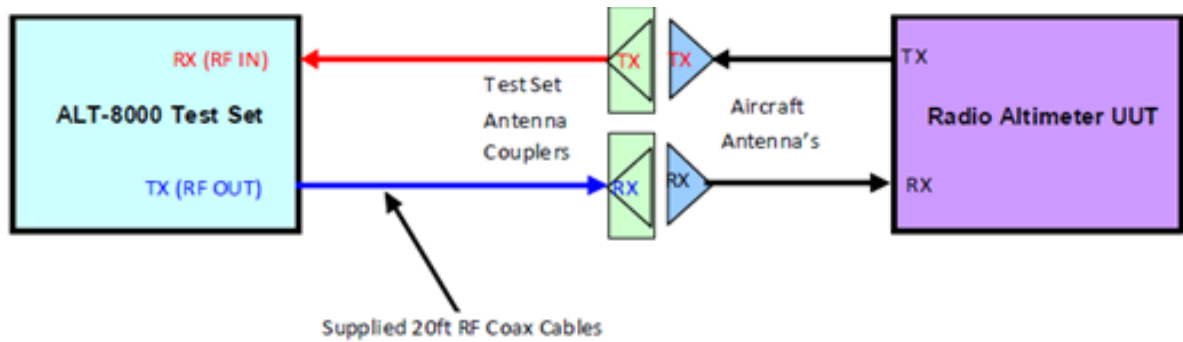 RX (RF IN)
ALT-8000 Test Set
TX (RF OUT)
Test Set
Antenna
Couplers
TX
TX
RX
RX
Aircraft
Antenna's
TX
Radio Altimeter UUT
RX
Supplied 20ft RF Coax Cables